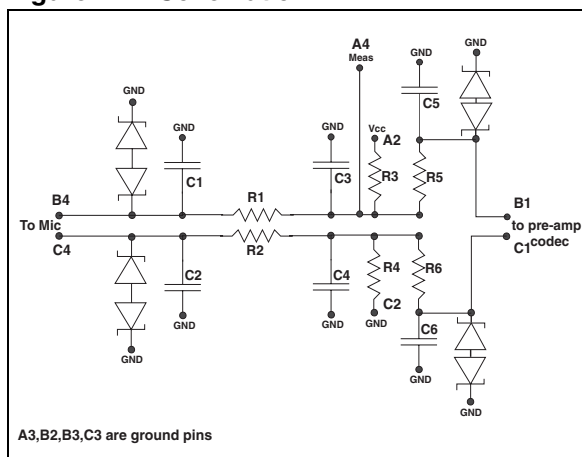 A4
Meas
GND
GND
GND
C5
GND
GND
Vcc
A2
C1
C3
R3
R5
B4
R1
B1
To Mic
to pre-amp
codec
C4
R2
C1
C2
C4
R4
R6
C2
GND
GND
GND
GND
C6
GND
GND
A3,B2,B3,C3 are ground pins